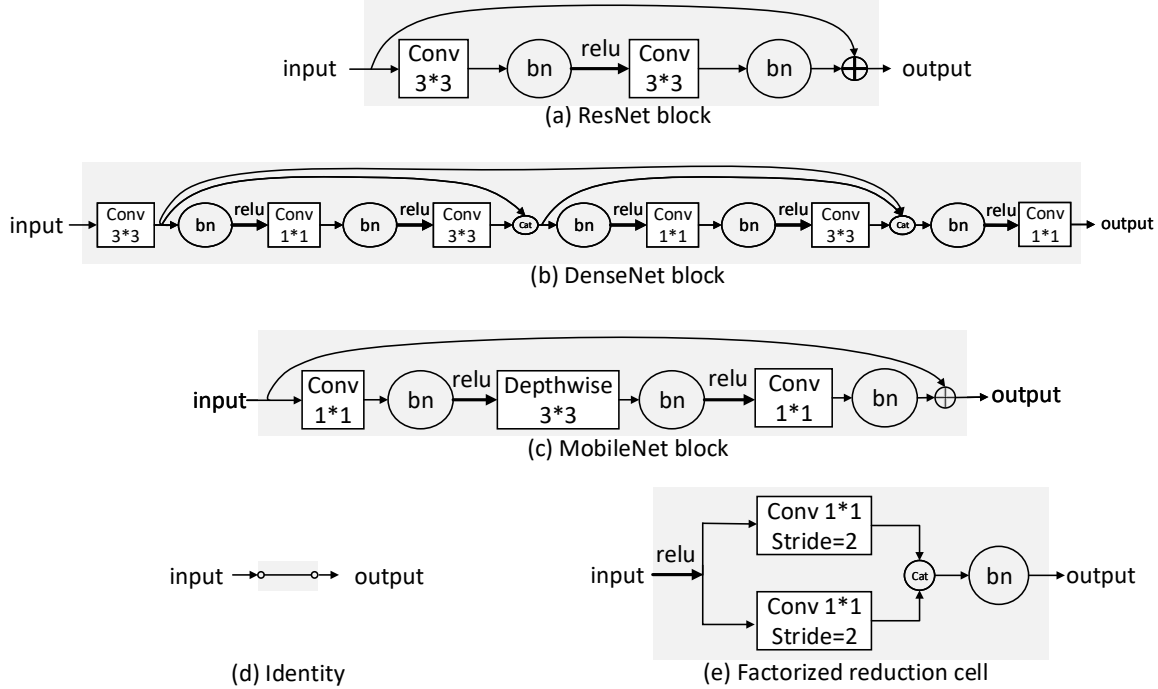 relu
input Conv 3*3 bn Conv 3*3 bn output
(a) ResNet block
input Conv 3*3 bn relu Conv 1*1 bn relu Conv 3*3 Cat bn relu Conv 1*1 bn relu Conv 3*3 Cat bn relu Conv 1*1 output
(b) DenseNet block
input Conv 1*1 bn relu Depthwise 3*3 bn relu Conv 1*1 bn output
(c) MobileNet block
Conv 1*1
Stride=2
relu
input output
input Cat bn output
Conv 1*1
Stride=2
(d) Identity
(e) Factorized reduction cell